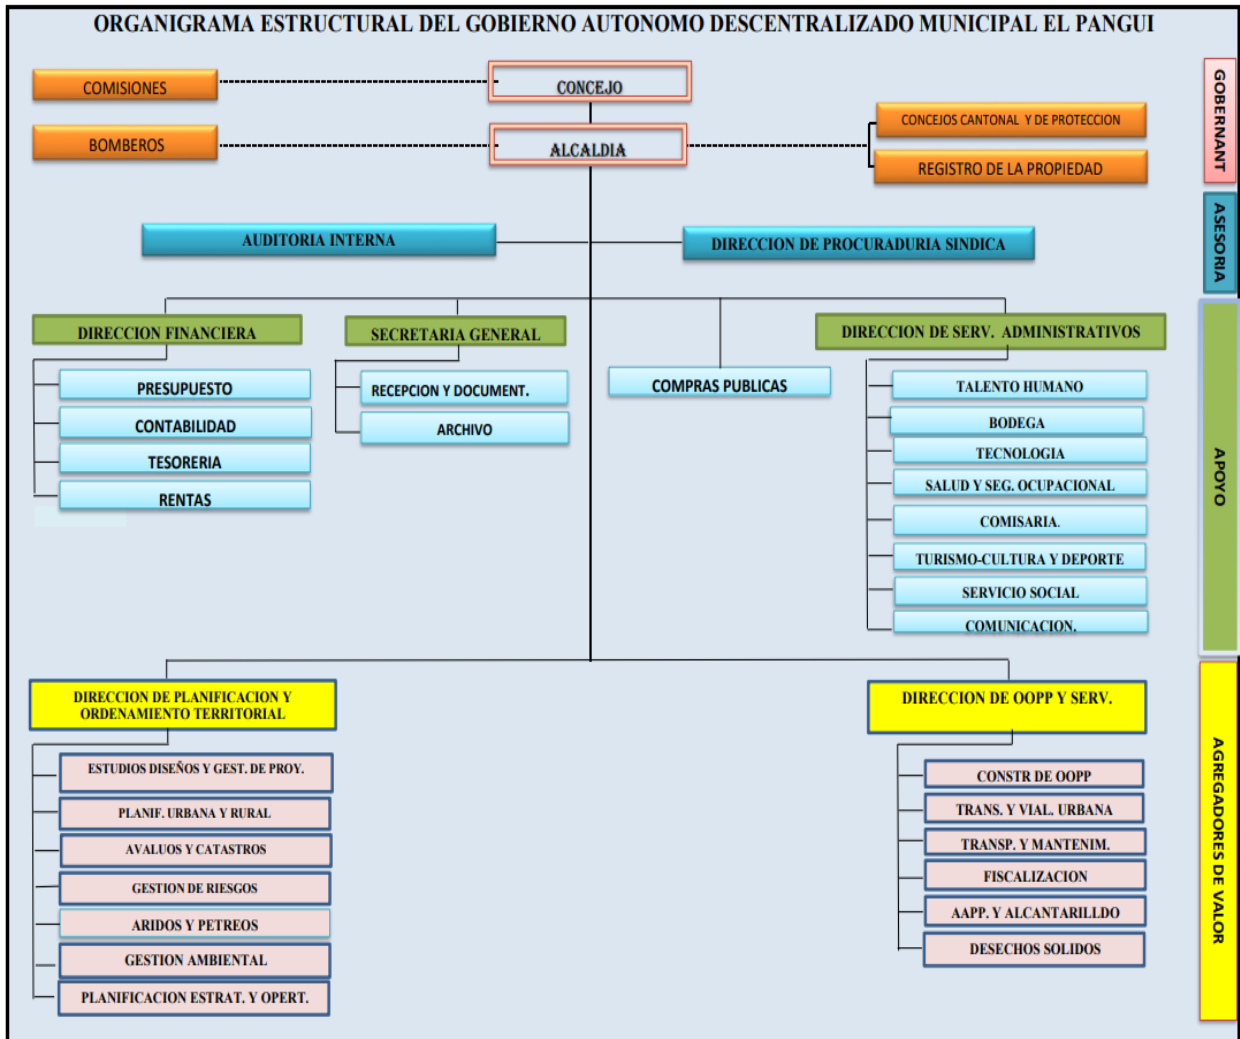 ORGANIGRAMA ESTRUCTURAL DEL GOBIERNO AUTONOMO DESCENTRALIZADO MUNICIPAL EL PANGUI
COMISIONES
CONCEJO
BOMBEROS
ALCALDIA
CONCEJOS CANTONAL Y DE PROTECCION
REGISTRO DE LA PROPIEDAD
GOBERNANT
AUDITORIA INTERNA
DIRECCION DE PROCURADURIA SINDICA
ASESORIA
DIRECCION FINANCIERA
PRESUPUESTO
CONTABILIDAD
TESORERIA
RENTAS
SECRETARIA GENERAL
RECEPCION Y DOCUMENT.
ARCHIVO
COMPRAS PUBLICAS
DIRECCION DE SERV. ADMINISTRATIVOS
TALENTO HUMANO
BODEGA
TECNOLOGIA
SALUD Y SEG. OCUPACIONAL
COMISARIA.
TURISMO-CULTURA Y DEPORTE
SERVICIO SOCIAL
COMUNICACION.
APOYO
DIRECCION DE PLANIFICACION Y
ORDENAMIENTO TERRITORIAL
ESTUDIOS DISEÑOS Y GEST. DE PROY.
PLANIF. URBANA Y RURAL
AVALUOS Y CATASTROS
GESTION DE RIESGOS
ARIDOS Y PETREOS
GESTION AMBIENTAL
PLANIFICACION ESTRAT. Y OPERT.
DIRECCION DE OOPP Y SERV.
CONSTR DE OOPP
TRANS. Y VIAL. URBANA
TRANSP. Y MANTENIM.
FISCALIZACION
AAPP. Y ALCANTARILLDO
DESECHOS SOLIDOS
AGREGADORES DE VALOR